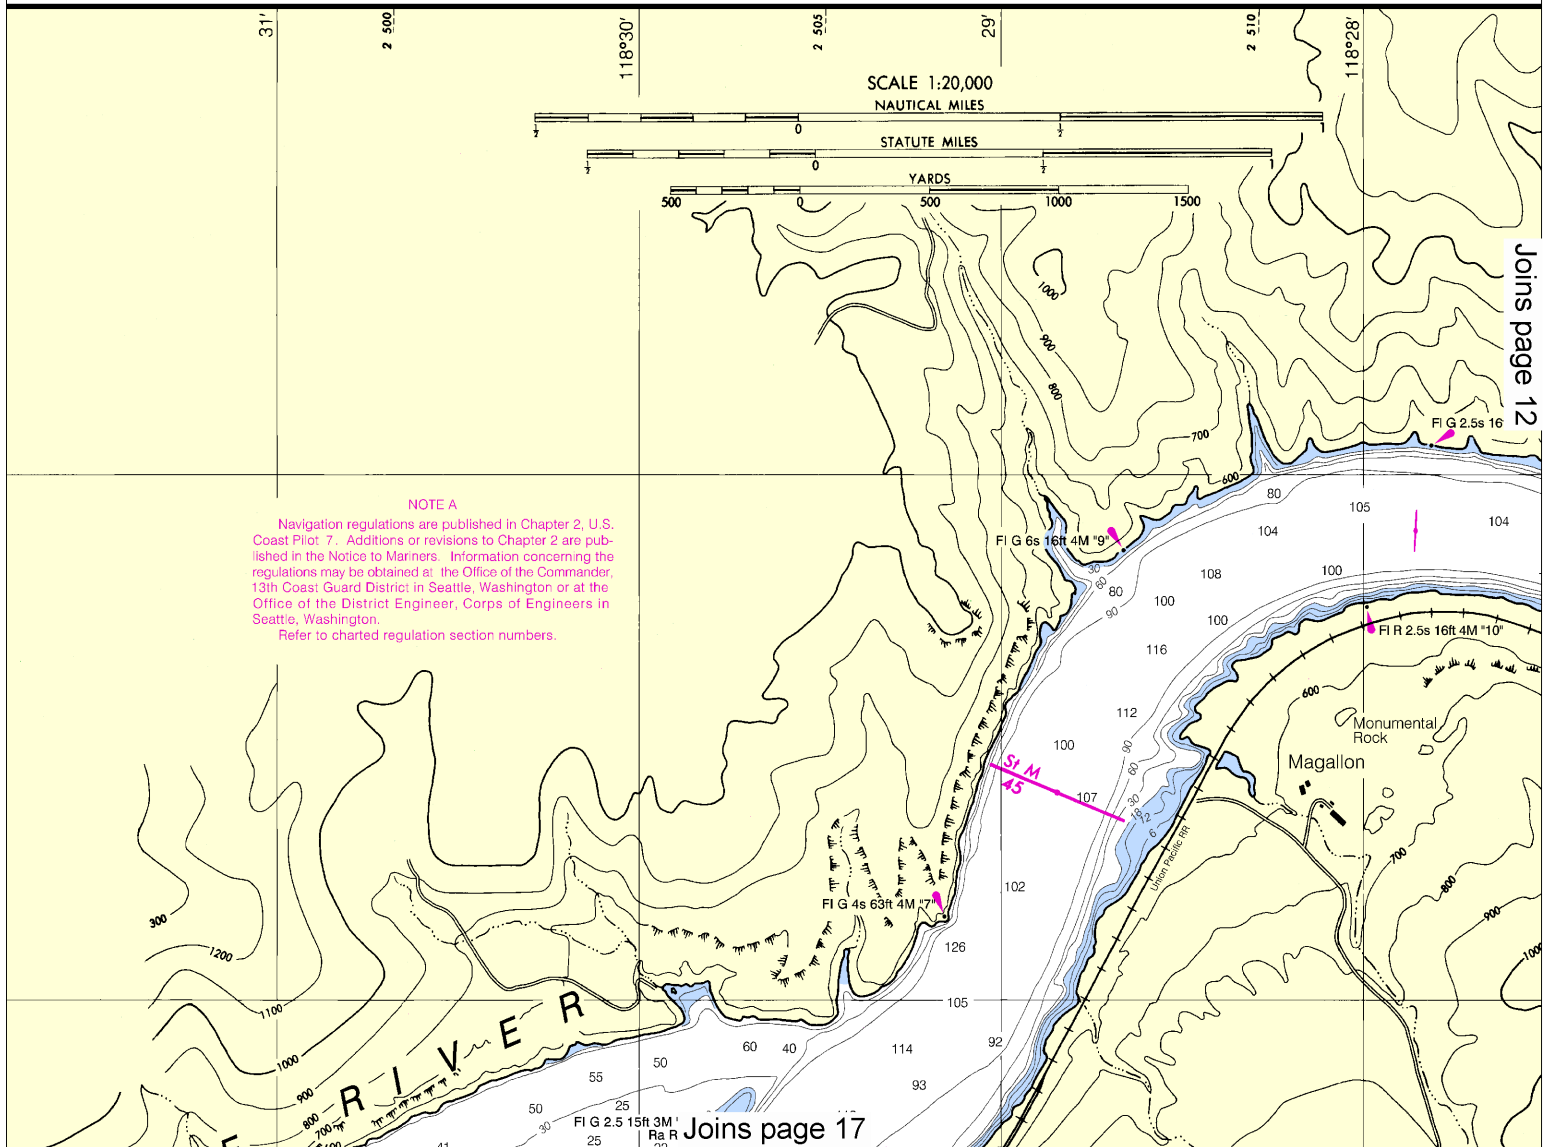 31'
2 500
118°30'
2 505
29'
2 510
118°28'
SCALE 1:20,000
NAUTICAL MILES
½ 0 ½ 1
STATUTE MILES
½ 0 ½ 1
YARDS
500 0 500 1000 1500
Joins page 12
1000
900
800
700
600
Fl G 2.5s 16
NOTE A
Navigation regulations are published in Chapter 2, U.S.
Coast Pilot 7. Additions or revisions to Chapter 2 are pub-
lished in the Notice to Mariners. Information concerning the
regulations may be obtained at the Office of the Commander,
13th Coast Guard District in Seattle, Washington or at the
Office of the District Engineer, Corps of Engineers in
Seattle, Washington.
Refer to charted regulation section numbers.
80
105
104
104
Fl G 6s 16ft 4M "9"
30
60
80
90
108
100
100
100
116
Fl R 2.5s 16ft 4M "10"
600
112
100
90
60
Monumental
Rock
Magallon
St M
45
107
30
18
12
6
Union Pacific RR
700
800
900
1000
102
Fl G 4s 63ft 4M "7"
126
105
300
1200
1100
1000
900
800
700
RIVER
92
60
40
114
50
55
93
50
25
30
25
41
Fl G 2.5 15ft 3M
Ra R
Joins page 17